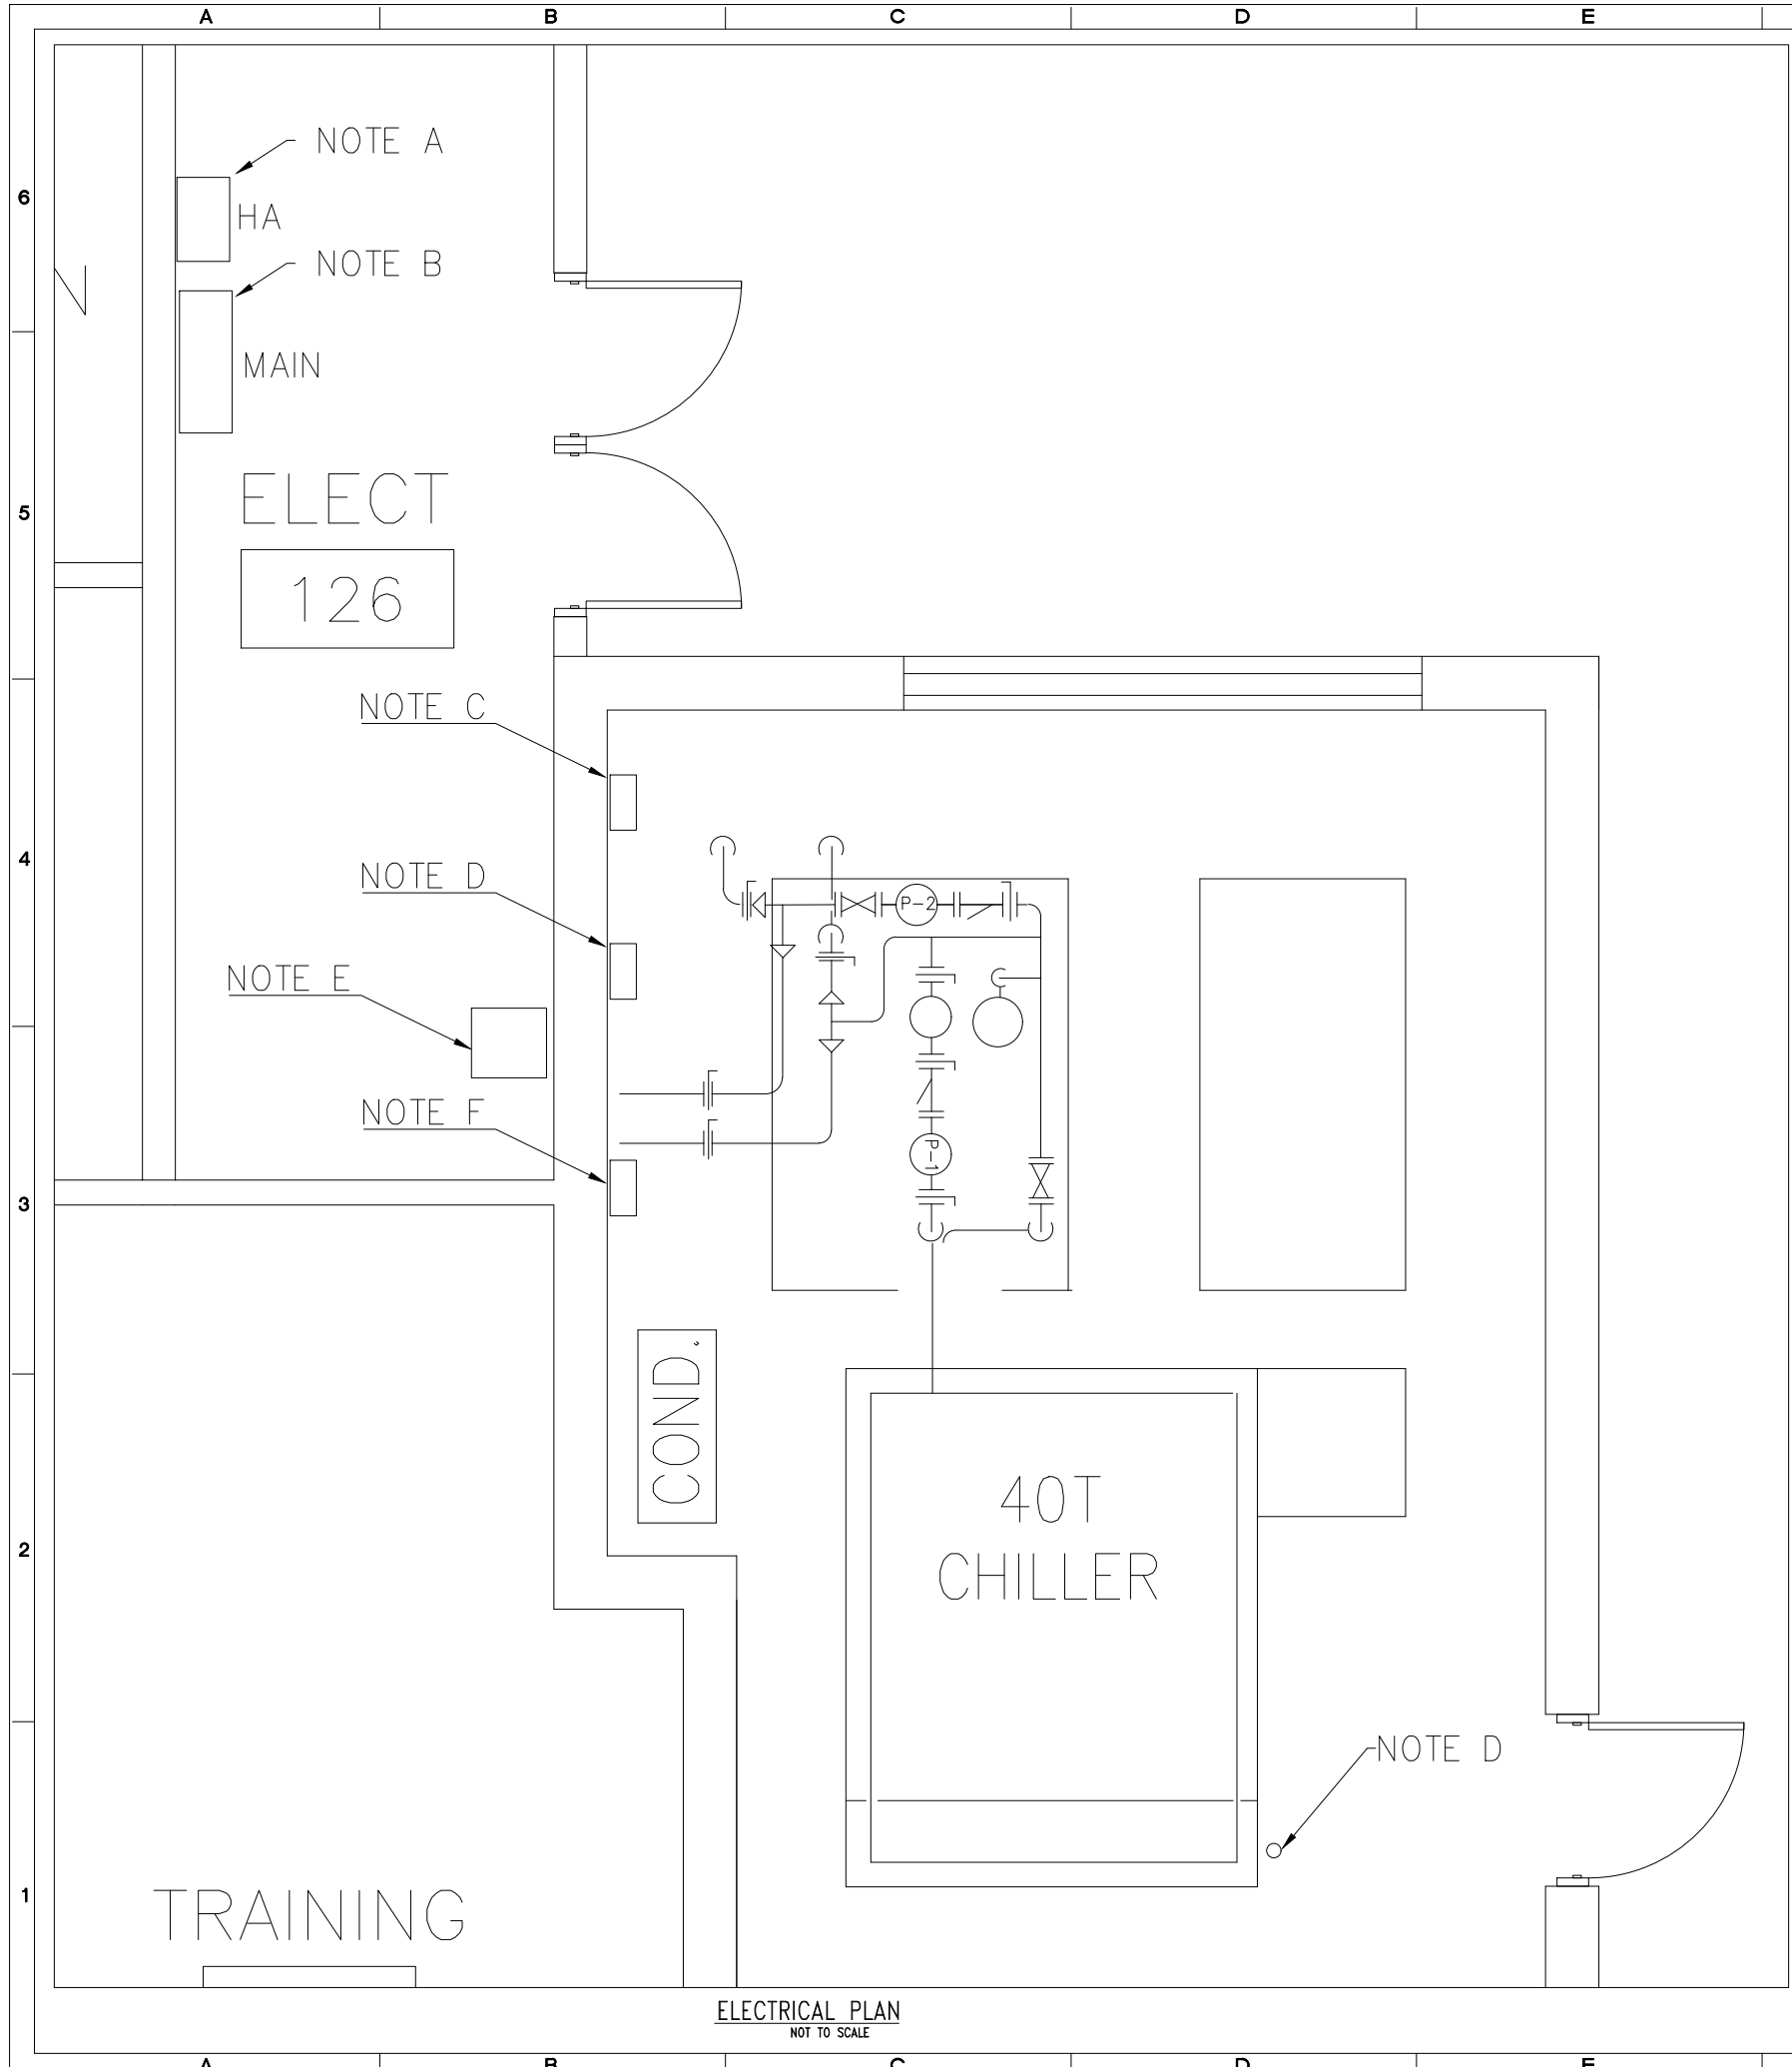 A B C D E
6
NOTE A
HA
NOTE B
N
MAIN
5
ELECT
126
NOTE C
4
NOTE D
P-2
NOTE E
NOTE F
P-1
3
COND.
40T
CHILLER
2
NOTE D
1
TRAINING
ELECTRICAL PLAN
NOT TO SCALE
A B C D E